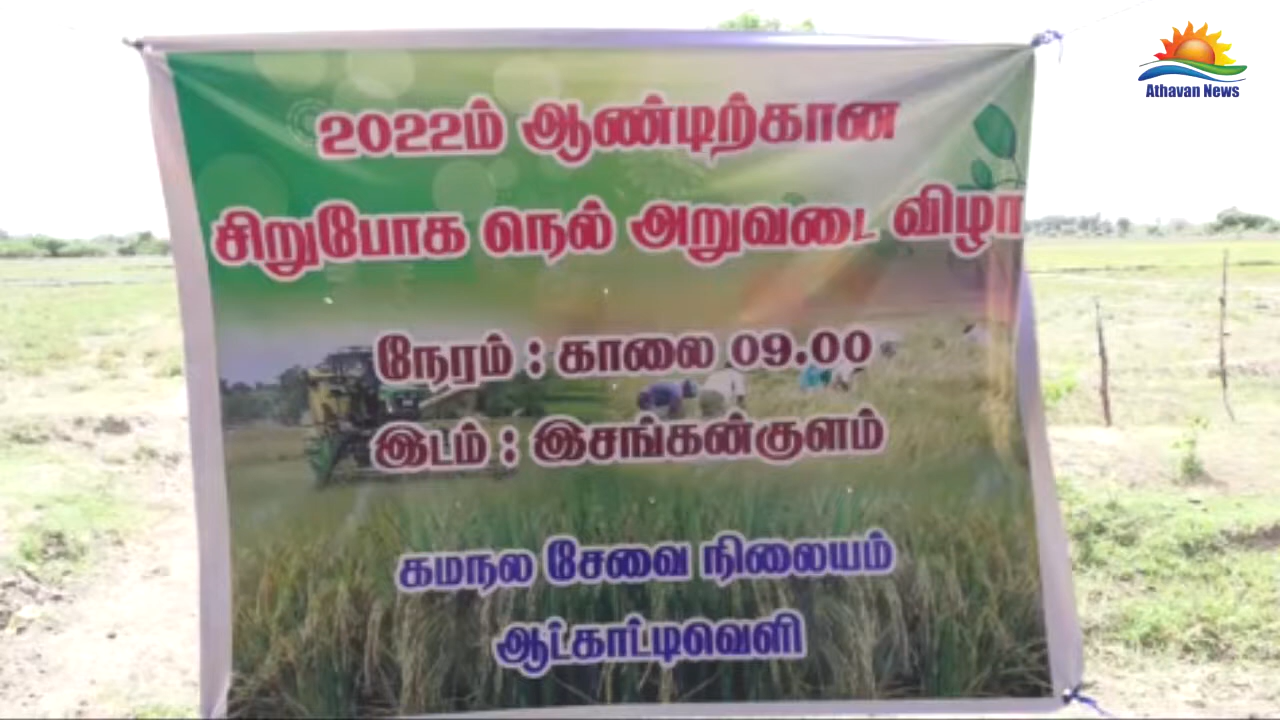 Athavan News
2022ம் ஆண்டிற்கான
சிறுபோக நெல் அறுவடை விழா
நேரம் : காலை 09.00
இடம் : இசங்கன்குளம்
கமநல சேவை நிலையம்
ஆட்காட்டிவெளி